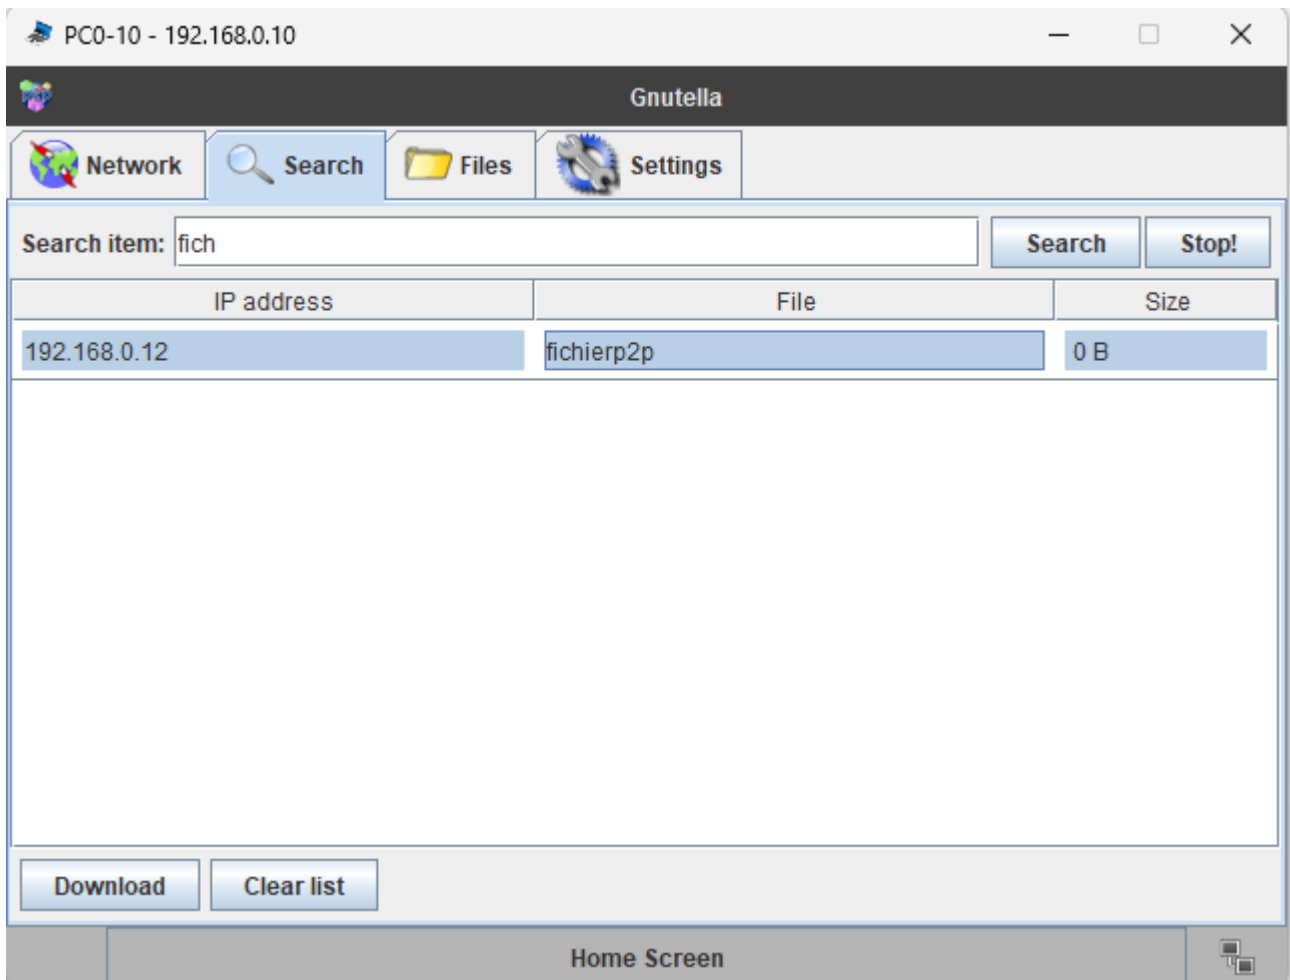 PC0-10 - 192.168.0.10
Gnutella
Network Search Files Settings
Search item: fich Search Stop!
IP address File Size
192.168.0.12 fichierp2p 0 B
Download Clear list
Home Screen